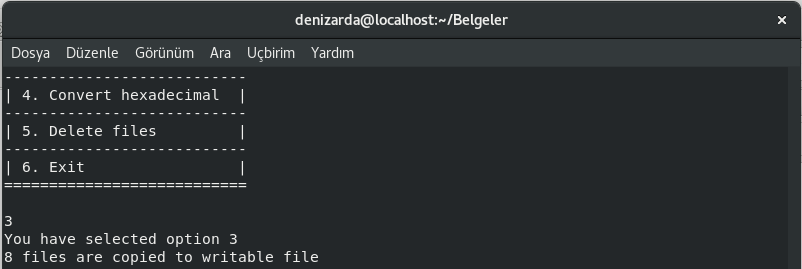 denizarda@localhost:~/Belgeler
Dosya Düzenle Görünüm Ara Uçbirim Yardım
---------------------------
| 4. Convert hexadecimal  |
---------------------------
| 5. Delete files         |
---------------------------
| 6. Exit                 |
===========================
3
You have selected option 3
8 files are copied to writable file